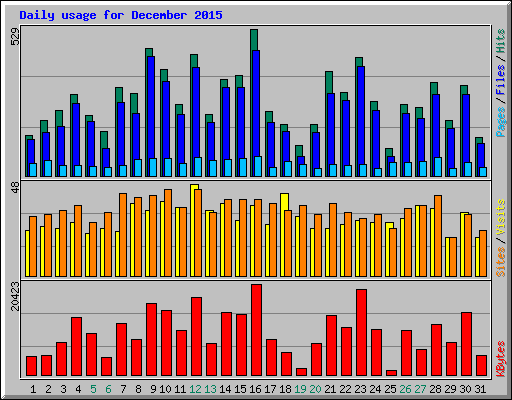 Daily usage for December 2015
529
48
20423
Pages / Files / Hits
Sites / Visits
KBytes
1 2 3 4 5 6 7 8 9 10 11 12 13 14 15 16 17 18 19 20 21 22 23 24 25 26 27 28 29 30 31